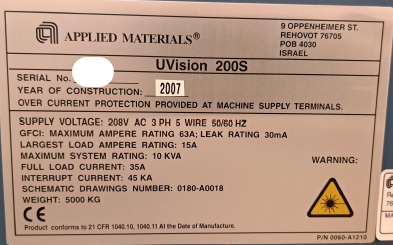 APPLIED MATERIALS®
9 OPPENHEIMER ST.
REHOVOT 76705
POB 4030
ISRAEL
UVision 200S
SERIAL No.
YEAR OF CONSTRUCTION: 2007
OVER CURRENT PROTECTION PROVIDED AT MACHINE SUPPLY TERMINALS.
SUPPLY VOLTAGE: 208V AC 3 PH 5 WIRE 50/60 HZ
GFCI: MAXIMUM AMPERE RATING 63A; LEAK RATING 30mA
LARGEST LOAD AMPERE RATING: 15A
MAXIMUM SYSTEM RATING: 10 KVA
FULL LOAD CURRENT: 35A
INTERRUPT CURRENT: 45 KA
SCHEMATIC DRAWINGS NUMBER: 0180-A0018
WEIGHT: 5000 KG
WARNING:
CE
Product conforms to 21 CFR 1040.10, 1040.11 At the Date of Manufacture.
P/N 0060-A1210